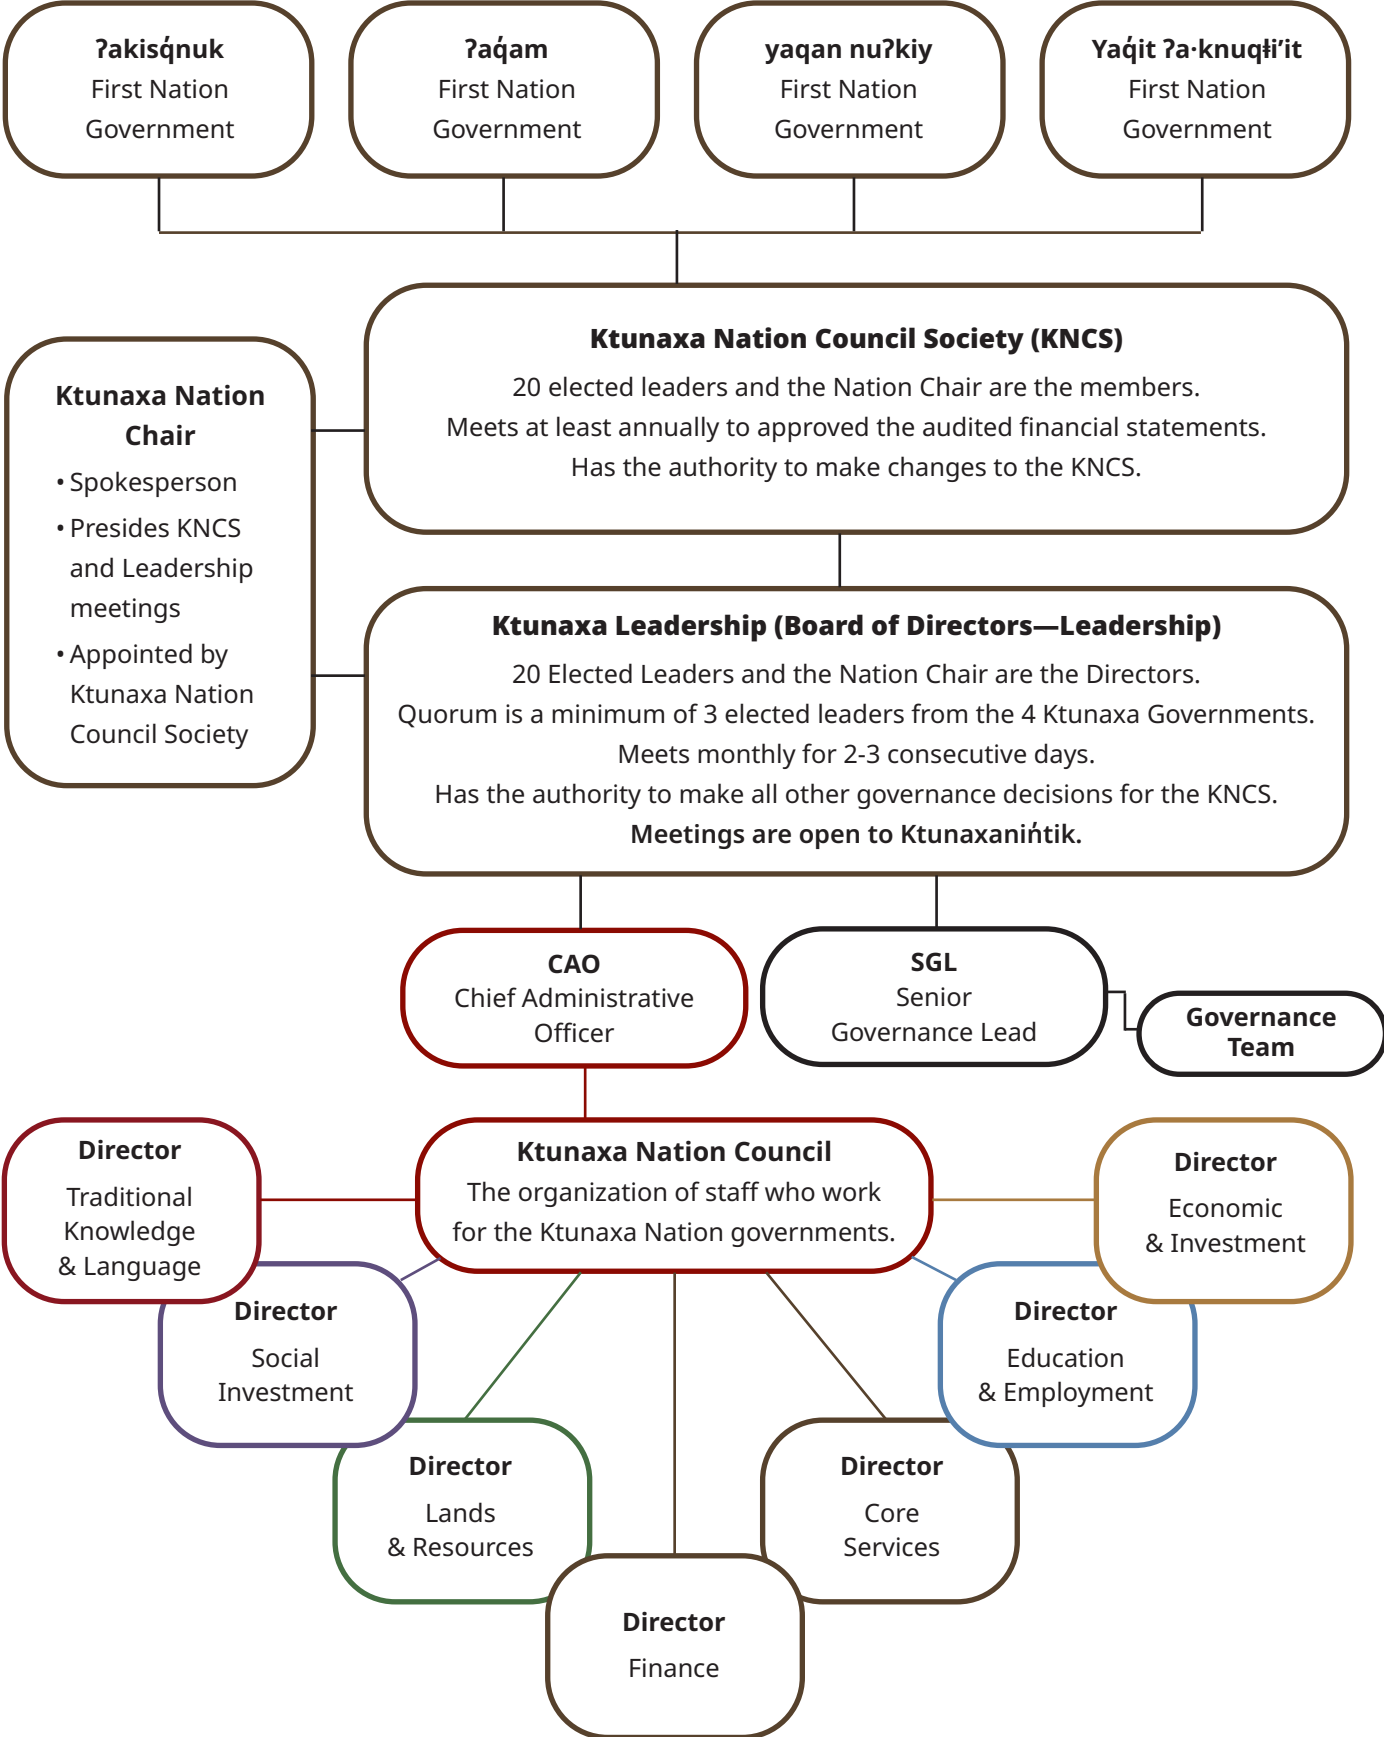 ʔakisq̓nuk
First Nation
Government
ʔaq̓am
First Nation
Government
yaqan nuʔkiy
First Nation
Government
Yaq̓it ʔa·knuqⱡi’it
First Nation
Government
Ktunaxa Nation Council Society (KNCS)
20 elected leaders and the Nation Chair are the members.
Meets at least annually to approved the audited financial statements.
Has the authority to make changes to the KNCS.
Ktunaxa Nation
Chair
• Spokesperson
• Presides KNCS
and Leadership
meetings
• Appointed by
Ktunaxa Nation
Council Society
Ktunaxa Leadership (Board of Directors—Leadership)
20 Elected Leaders and the Nation Chair are the Directors.
Quorum is a minimum of 3 elected leaders from the 4 Ktunaxa Governments.
Meets monthly for 2-3 consecutive days.
Has the authority to make all other governance decisions for the KNCS.
Meetings are open to Ktunaxanin̓tik.
CAO
Chief Administrative
Officer
SGL
Senior
Governance Lead
Governance
Team
Ktunaxa Nation Council
The organization of staff who work
for the Ktunaxa Nation governments.
Director
Traditional
Knowledge
& Language
Director
Social
Investment
Director
Lands
& Resources
Director
Finance
Director
Core
Services
Director
Education
& Employment
Director
Economic
& Investment